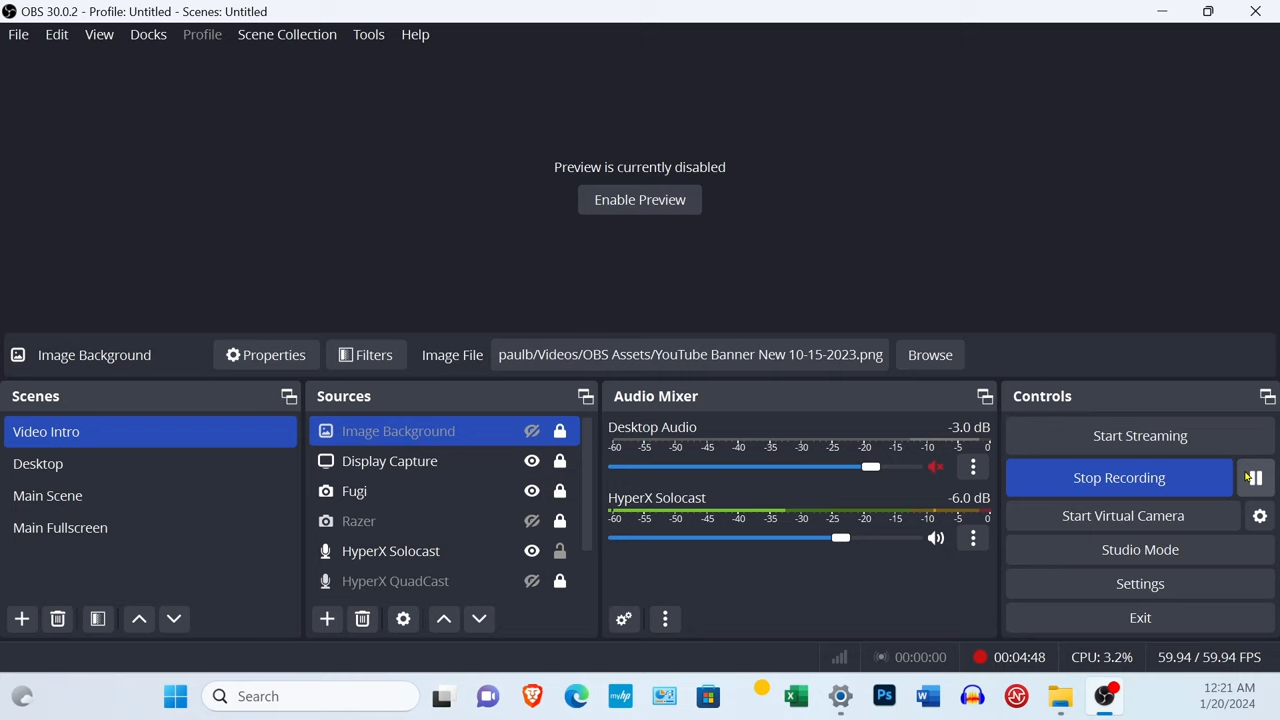 OBS 30.0.2 - Profile: Untitled - Scenes: Untitled
File Edit View Docks Profile Scene Collection Tools Help
Preview is currently disabled
Enable Preview
Image Background Properties Filters Image File paulb/Videos/OBS Assets/YouTube Banner New 10-15-2023.png Browse
Scenes
Video Intro
Desktop
Main Scene
Main Fullscreen
Sources
Image Background
Display Capture
Fugi
Razer
HyperX Solocast
HyperX QuadCast
Audio Mixer
Desktop Audio -3.0 dB
-60 -55 -50 -45 -40 -35 -30 -25 -20 -15 -10 -5 0
HyperX Solocast -6.0 dB
-60 -55 -50 -45 -40 -35 -30 -25 -20 -15 -10 -5 0
Controls
Start Streaming
Stop Recording
Start Virtual Camera
Studio Mode
Settings
Exit
00:00:00 00:04:48 CPU: 3.2% 59.94 / 59.94 FPS
Search myhp Ps 12:21 AM
1/20/2024